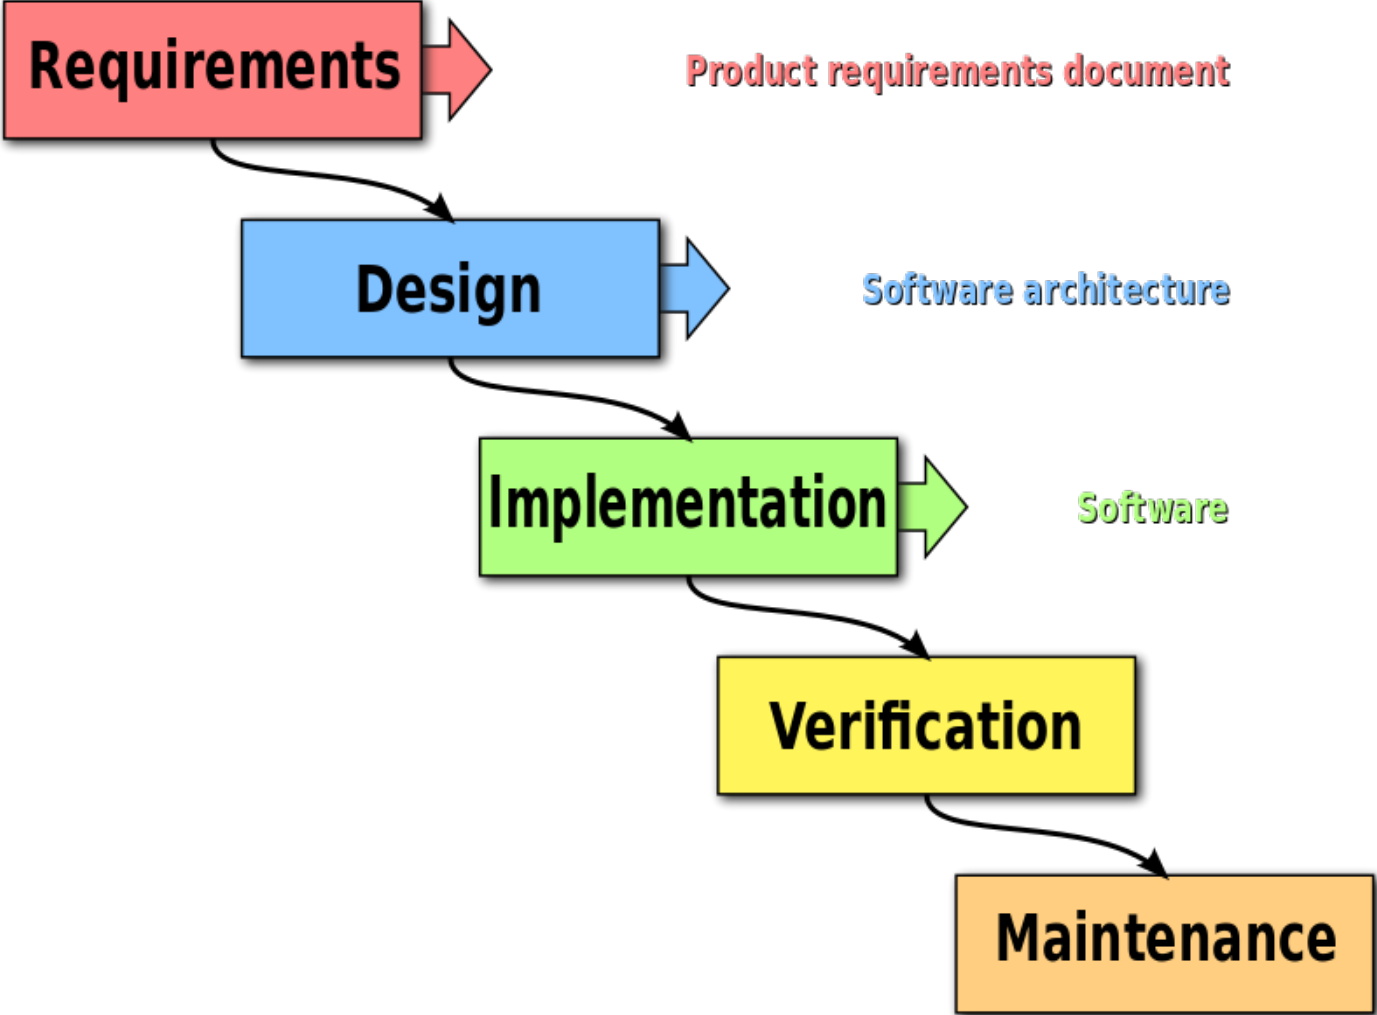 Requirements
Product requirements document
Design
Software architecture
Implementation
Software
Verification
Maintenance